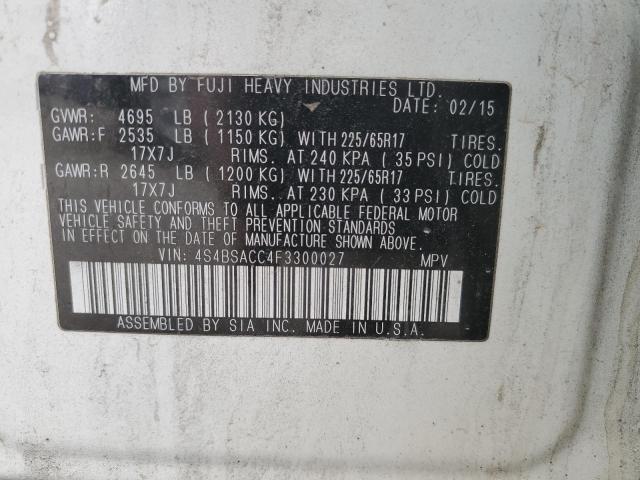 MFD BY FUJI HEAVY INDUSTRIES LTD.
DATE: 02/15
GVWR: 4695 LB (2130 KG)
GAWR:F 2535 LB (1150 KG) WITH 225/65R17 TIRES.
17X7J RIMS. AT 240 KPA (35 PSI) COLD
GAWR:R 2645 LB (1200 KG) WITH 225/65R17 TIRES.
17X7J RIMS. AT 230 KPA (33 PSI) COLD
THIS VEHICLE CONFORMS TO ALL APPLICABLE FEDERAL MOTOR
VEHICLE SAFETY AND THEFT PREVENTION STANDARDS
IN EFFECT ON THE DATE OF MANUFACTURE SHOWN ABOVE.
VIN: 4S4BSACC4F3300027 MPV
ASSEMBLED BY SIA INC. MADE IN U.S.A.